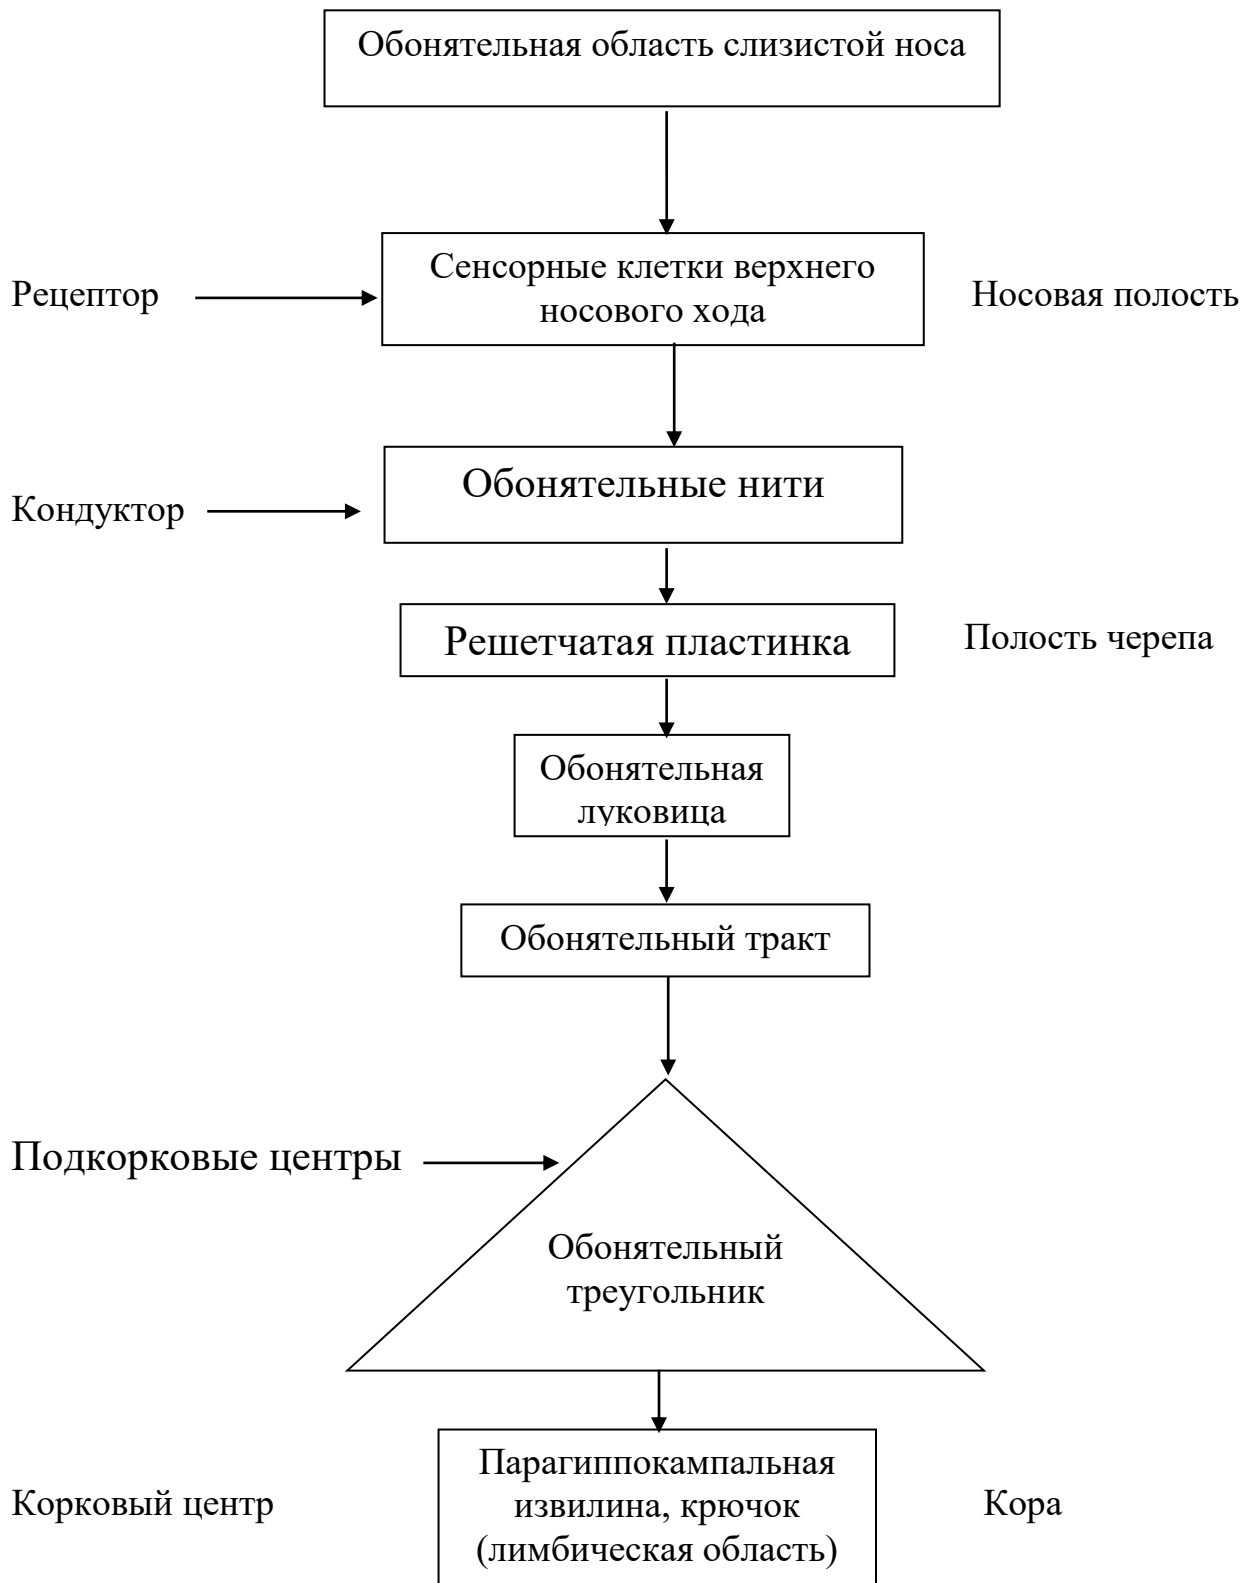 Обонятельная область слизистой носа
Рецептор
Сенсорные клетки верхнего
носового хода
Носовая полость
Кондуктор
Обонятельные нити
Решетчатая пластинка
Полость черепа
Обонятельная
луковица
Обонятельный тракт
Подкорковые центры
Обонятельный
треугольник
Корковый центр
Парагиппокампальная
извилина, крючок
(лимбическая область)
Кора